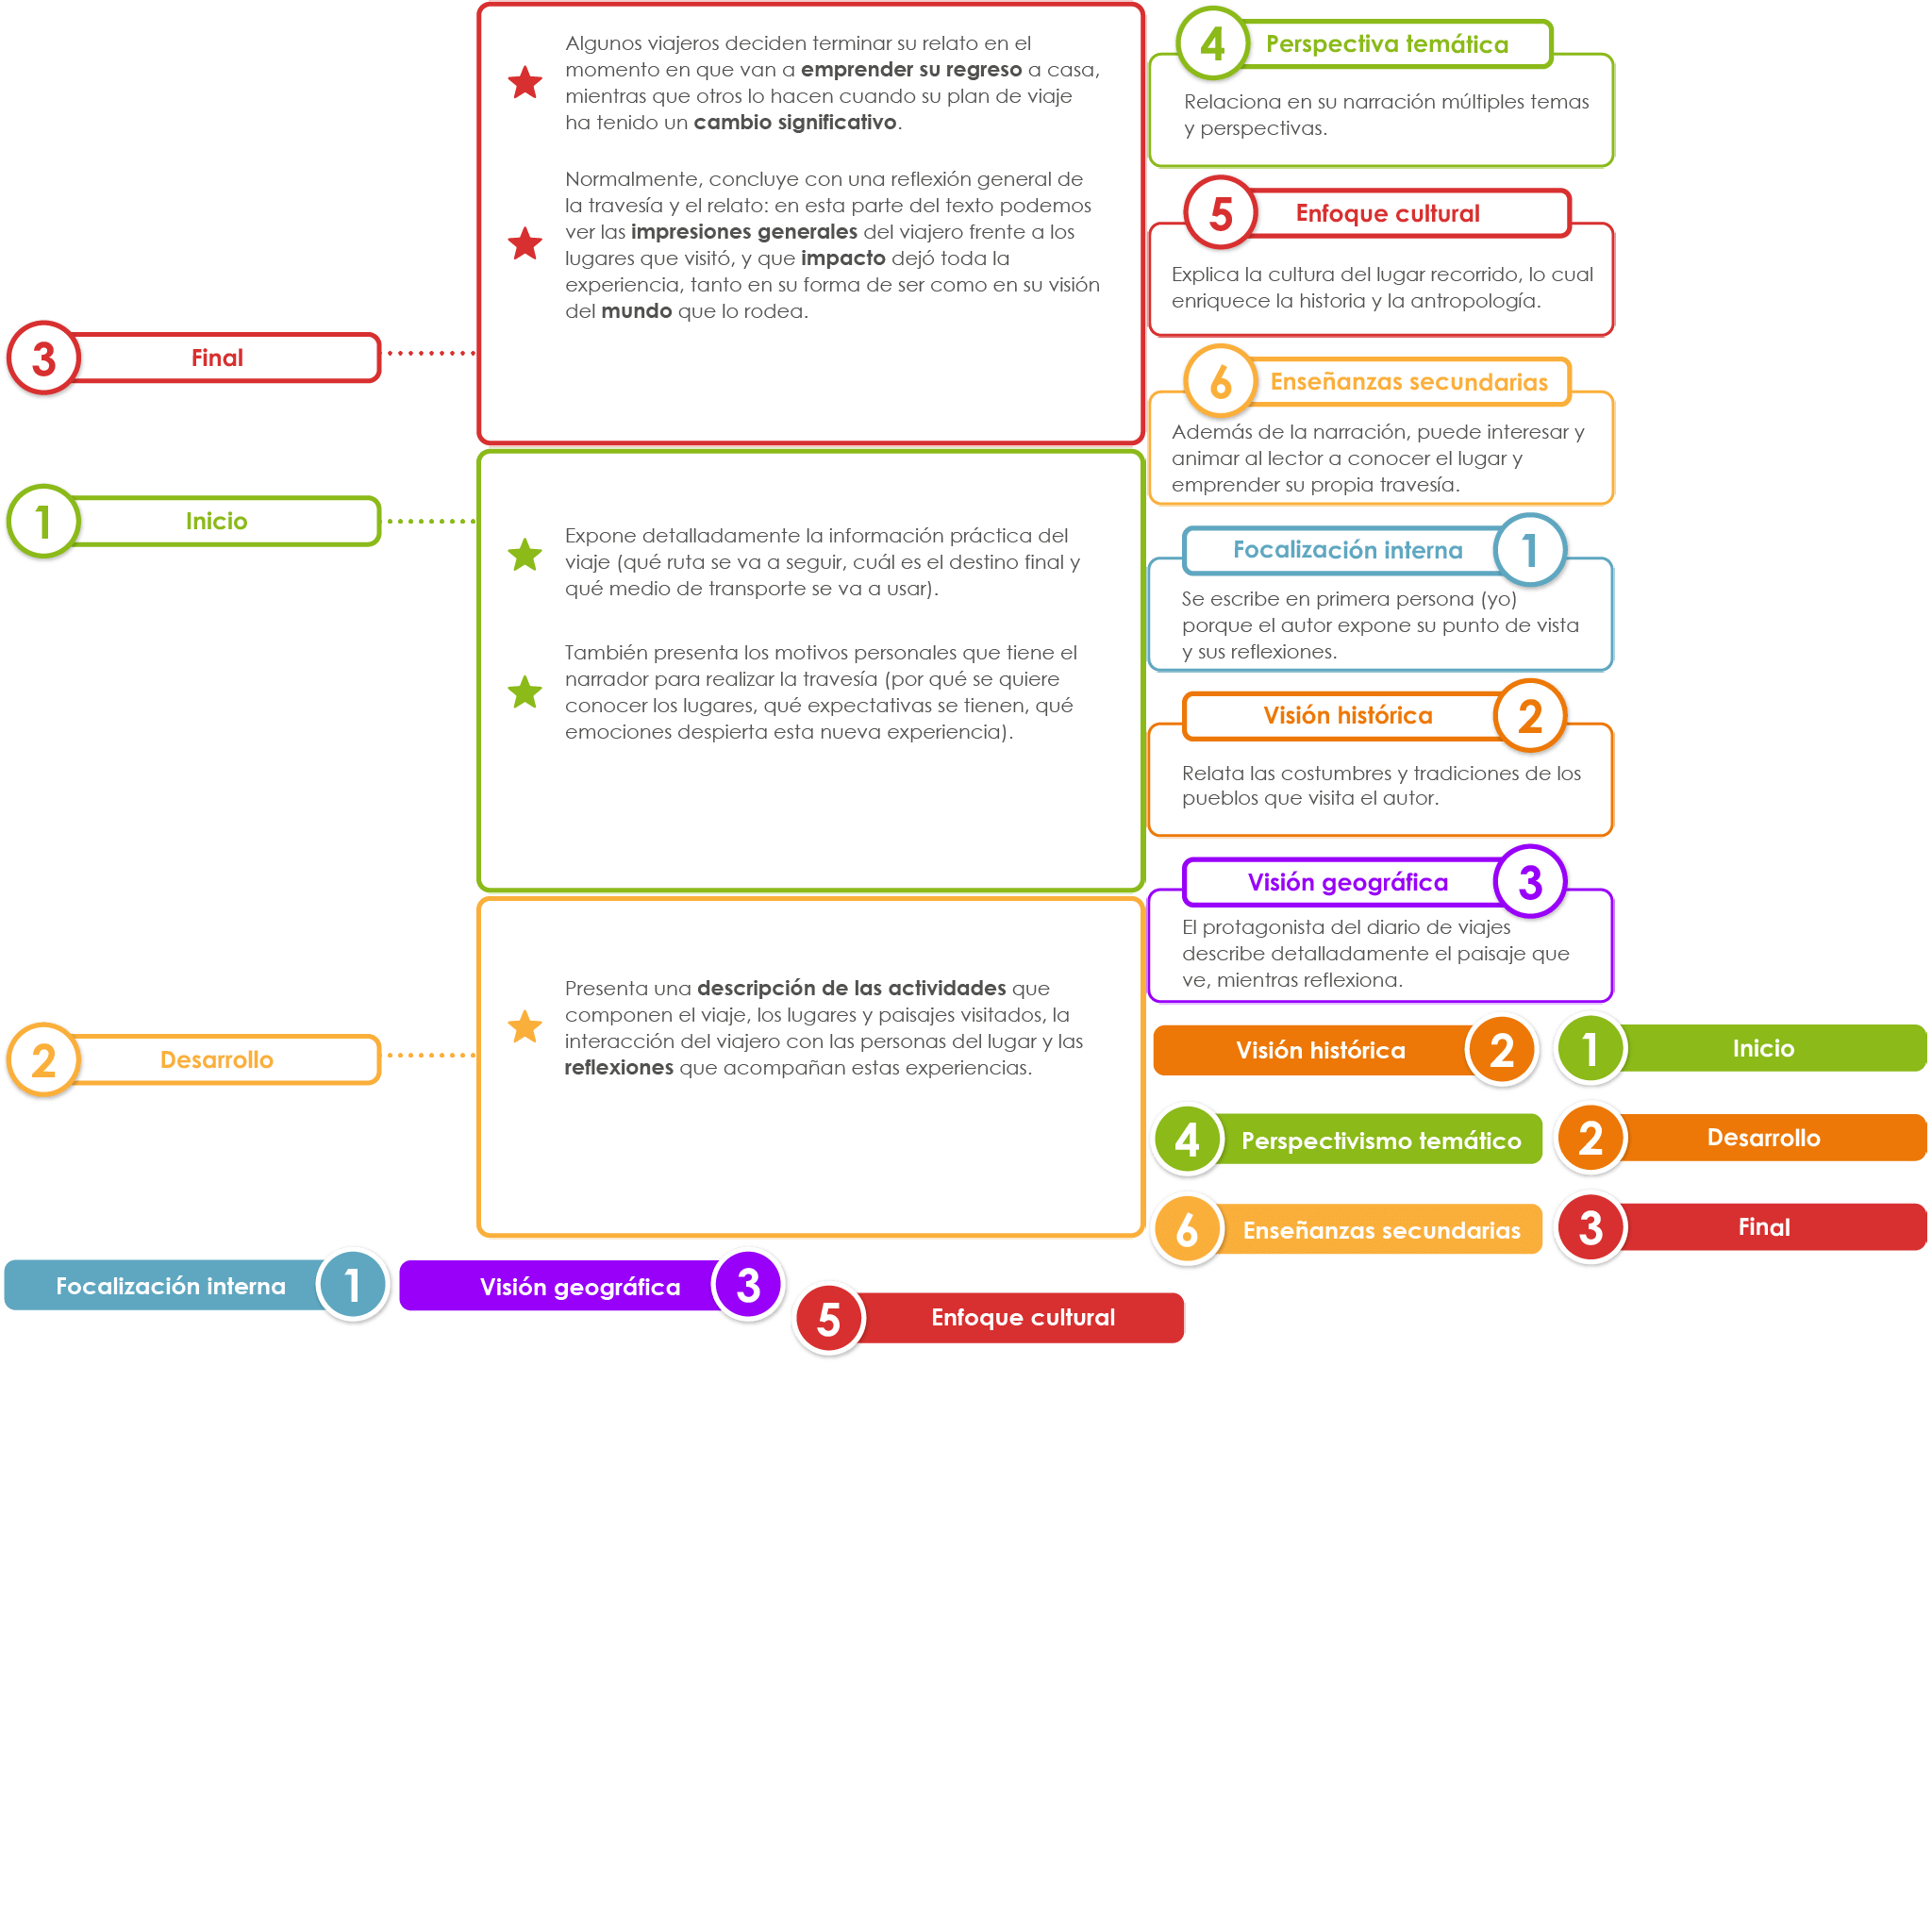 3
Final
Algunos viajeros deciden terminar su relato en el
momento en que van a emprender su regreso a casa,
mientras que otros lo hacen cuando su plan de viaje
ha tenido un cambio significativo.
Normalmente, concluye con una reflexión general de
la travesía y el relato: en esta parte del texto podemos
ver las impresiones generales del viajero frente a los
lugares que visitó, y que impacto dejó toda la
experiencia, tanto en su forma de ser como en su visión
del mundo que lo rodea.
1
Inicio
Expone detalladamente la información práctica del
viaje (qué ruta se va a seguir, cuál es el destino final y
qué medio de transporte se va a usar).
También presenta los motivos personales que tiene el
narrador para realizar la travesía (por qué se quiere
conocer los lugares, qué expectativas se tienen, qué
emociones despierta esta nueva experiencia).
2
Desarrollo
Presenta una descripción de las actividades que
componen el viaje, los lugares y paisajes visitados, la
interacción del viajero con las personas del lugar y las
reflexiones que acompañan estas experiencias.
4
Perspectiva temática
Relaciona en su narración múltiples temas
y perspectivas.
5
Enfoque cultural
Explica la cultura del lugar recorrido, lo cual
enriquece la historia y la antropología.
6
Enseñanzas secundarias
Además de la narración, puede interesar y
animar al lector a conocer el lugar y
emprender su propia travesía.
Focalización interna
1
Se escribe en primera persona (yo)
porque el autor expone su punto de vista
y sus reflexiones.
Visión histórica
2
Relata las costumbres y tradiciones de los
pueblos que visita el autor.
Visión geográfica
3
El protagonista del diario de viajes
describe detalladamente el paisaje que
ve, mientras reflexiona.
Visión histórica
2
1
Inicio
4
Perspectivismo temático
2
Desarrollo
6
Enseñanzas secundarias
3
Final
Focalización interna
1
Visión geográfica
3
5
Enfoque cultural